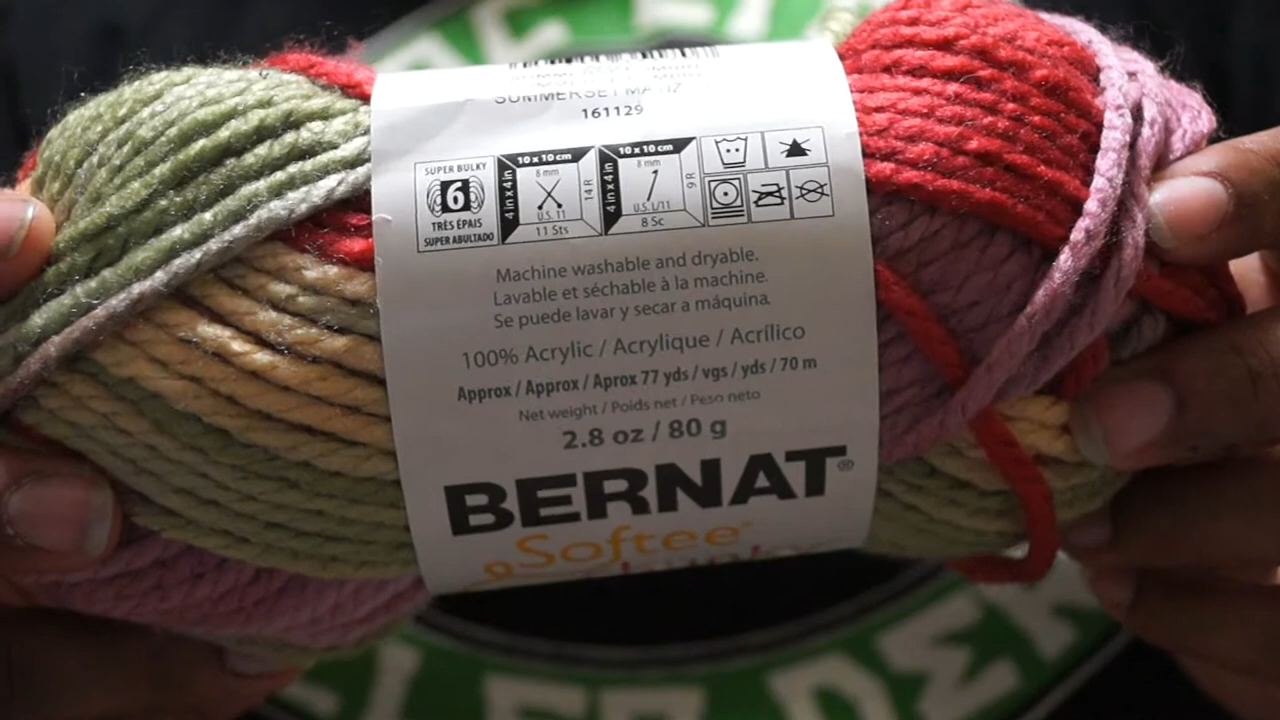 SUMMERSET MATIZ
161129
SUPER BULKY
6
TRÈS ÉPAIS
SUPER ABULTADO
10 x 10 cm
4 in x 4 in
8 mm
14 R
U.S. 11
11 Sts
10 x 10 cm
4 in x 4 in
8 mm
9 R
U.S. L/11
8 Sc
Machine washable and dryable.
Lavable et séchable à la machine.
Se puede lavar y secar a máquina.
100% Acrylic / Acrylique / Acrílico
Approx / Approx / Aprox 77 yds / vgs / yds / 70 m
Net weight / Poids net / Peso neto
2.8 oz / 80 g
BERNAT®
Softee